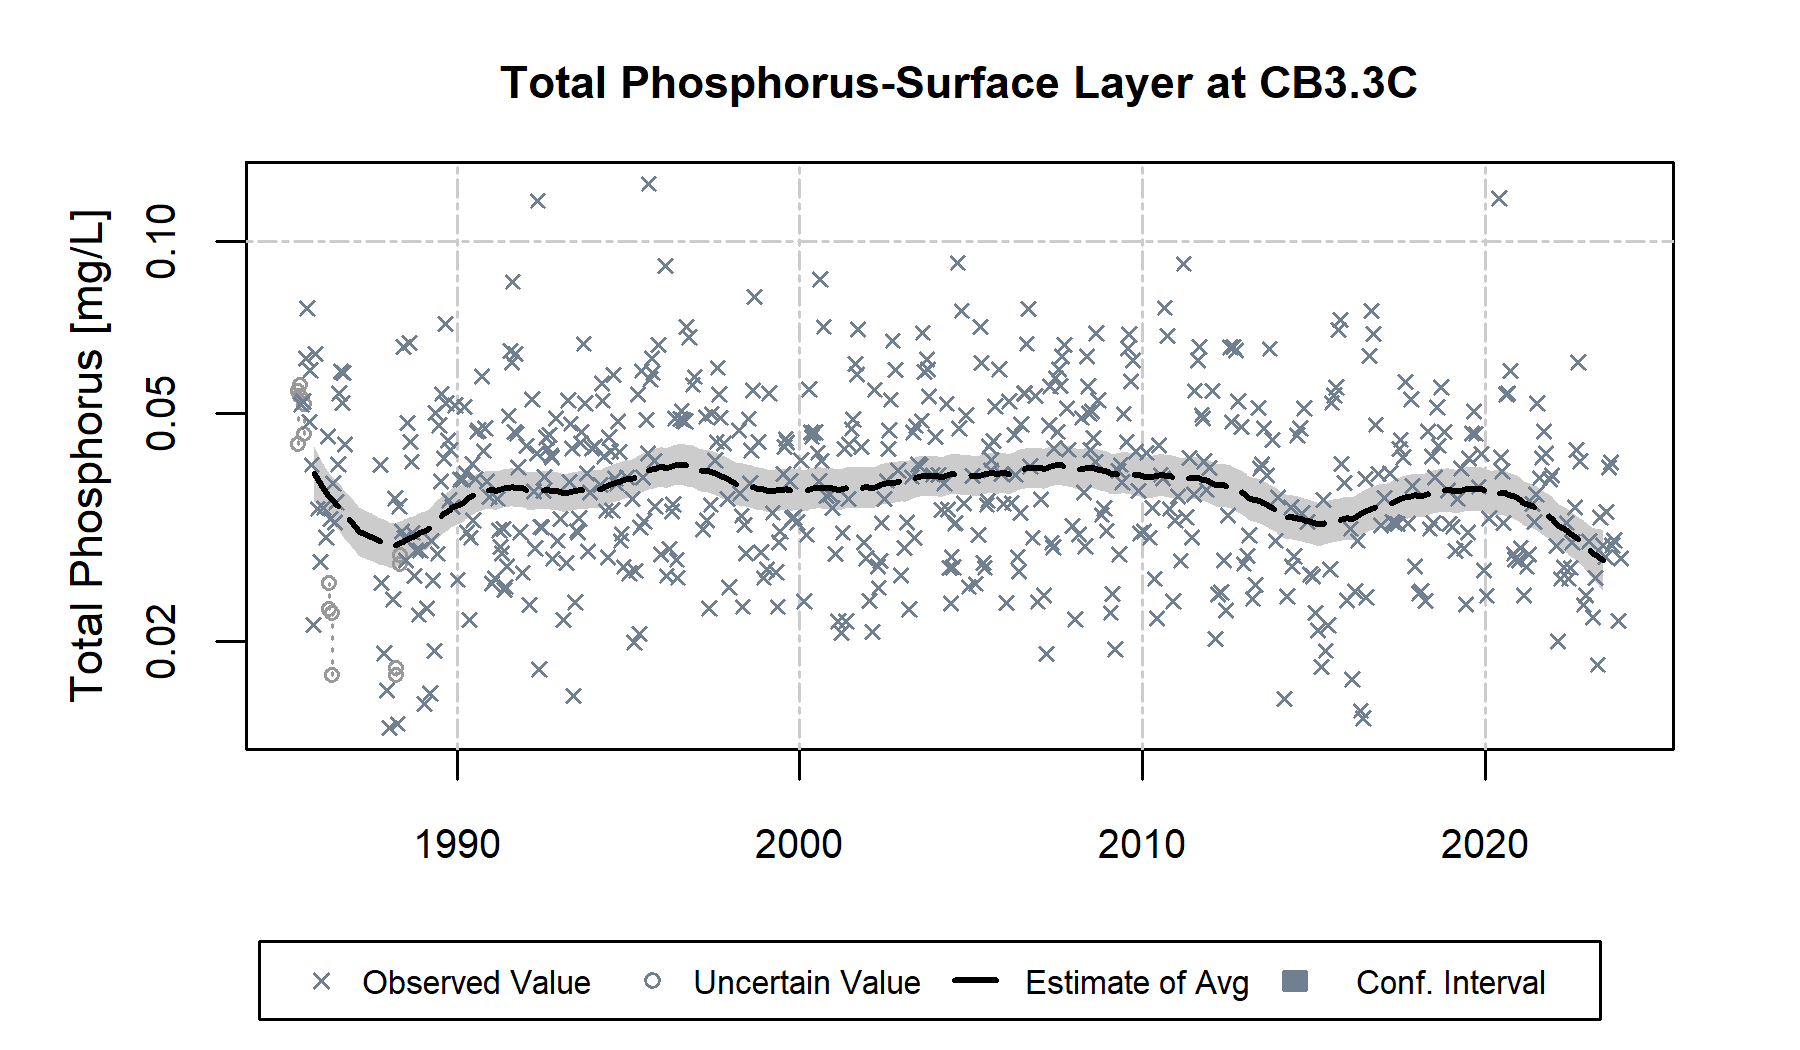 Total Phosphorus-Surface Layer at CB3.3C
Total Phosphorus [mg/L]
0.10
0.05
0.02
1990 2000 2010 2020
Observed Value Uncertain Value Estimate of Avg Conf. Interval